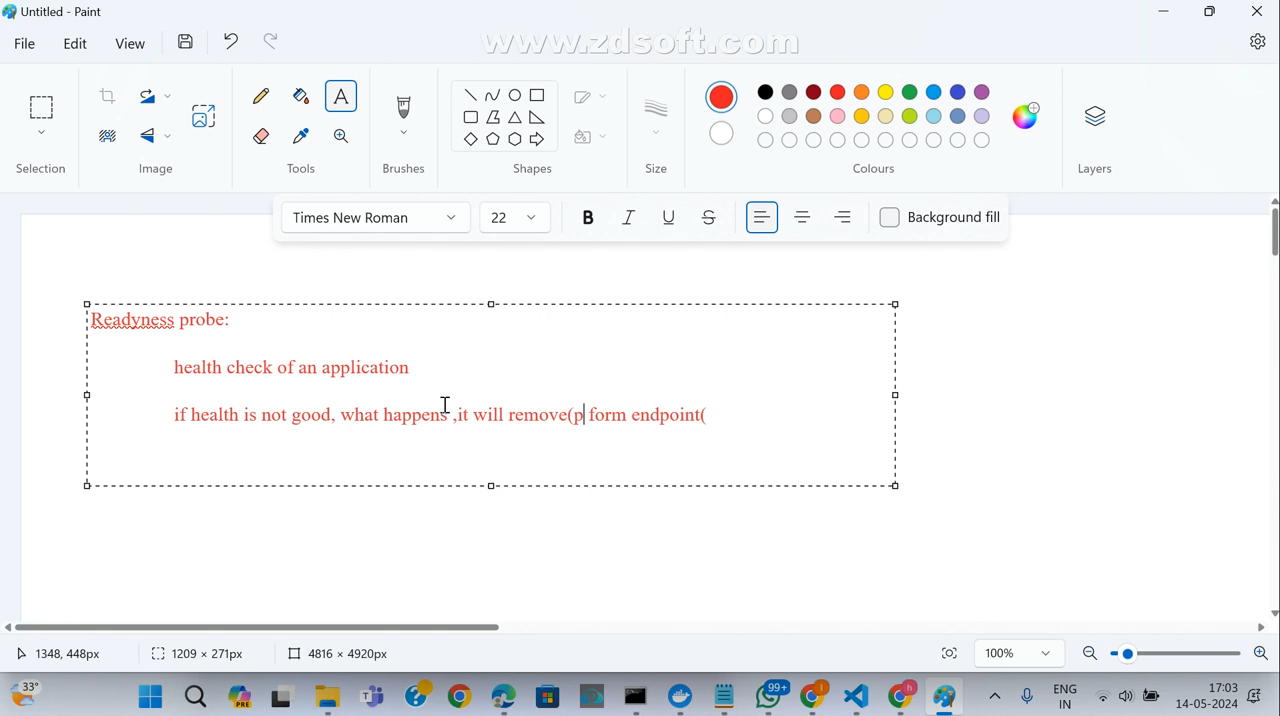 Untitled - Paint
File Edit View
www.zdsoft.com
A
Selection Image Tools Brushes Shapes Size Colours Layers
Times New Roman 22 B I U S Background fill
Readyness probe:
health check of an application
if health is not good, what happens ,it will remove(p form endpoint(
1348, 448px 1209 × 271px 4816 × 4920px 100%
33° PRE 99+ ENG IN 17:03 14-05-2024